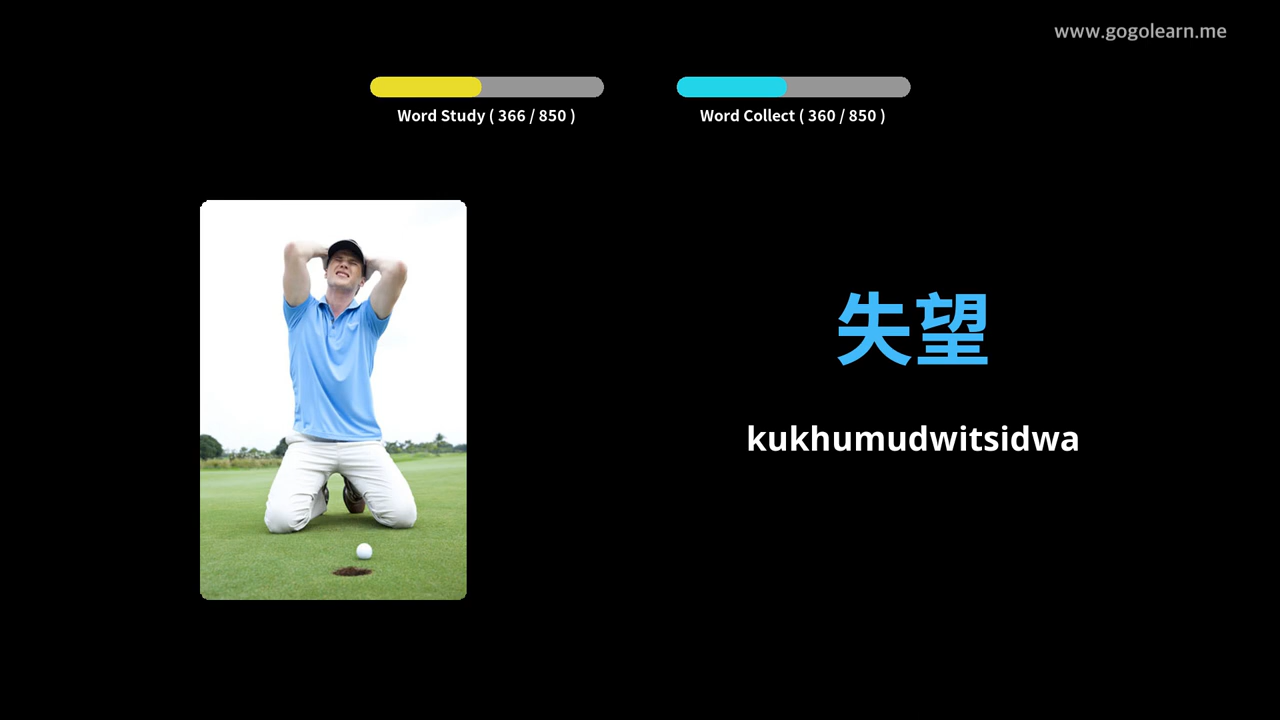 www.gogolearn.me
Word Study ( 366 / 850 )
Word Collect ( 360 / 850 )
失望
kukhumudwitsidwa